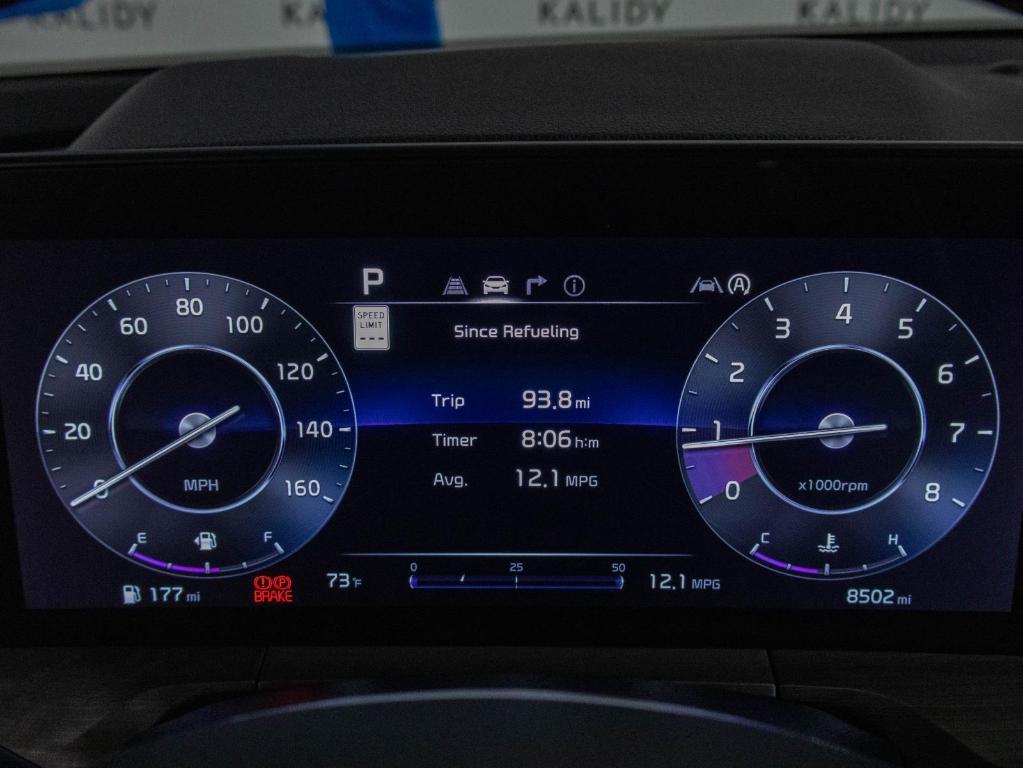 KALIDY
KA
KALIDY
KALIDY
P
SPEED
LIMIT
---
Since Refueling
Trip 93.8 mi
Timer 8:06 h:m
Avg. 12.1 MPG
0 20 40 60 80 100 120 140 160
MPH
E F
177 mi
BRAKE
73°F
0 25 50
12.1 MPG
0 1 2 3 4 5 6 7 8
x1000rpm
C H
8502 mi
A